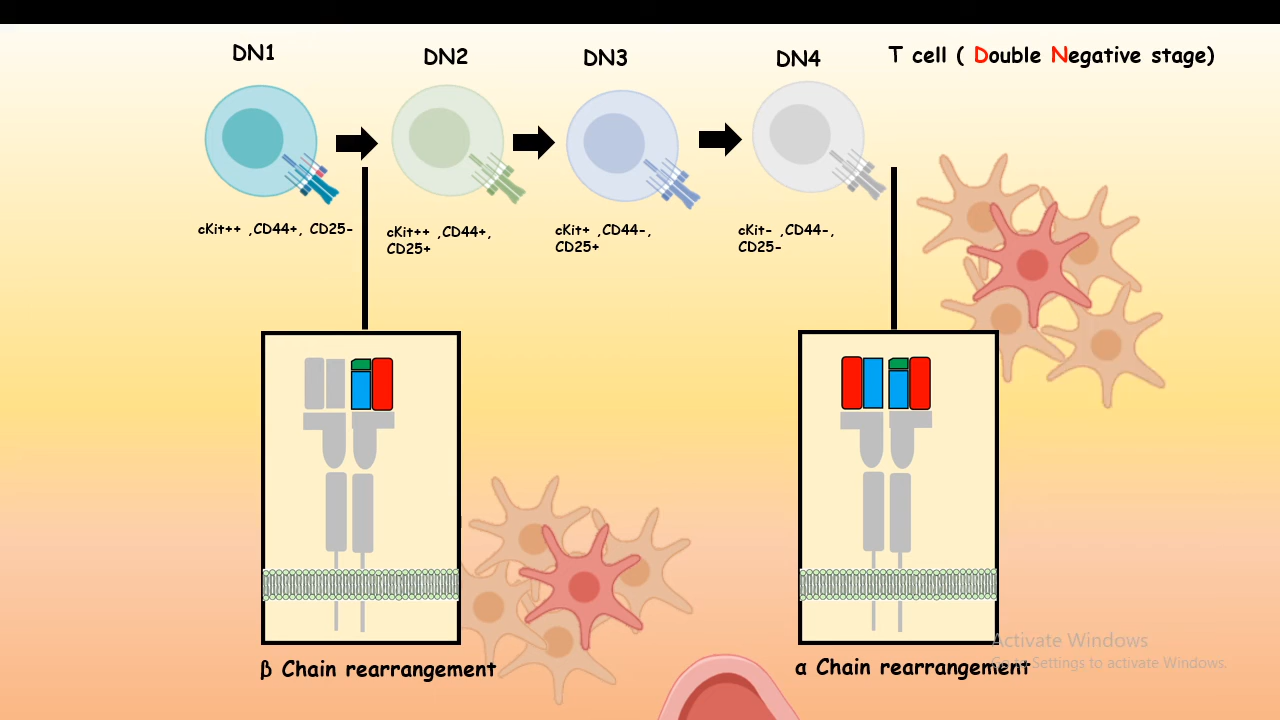 DN1
DN2
DN3
DN4
T cell ( Double Negative stage)
cKit++ ,CD44+, CD25-
cKit++ ,CD44+,
CD25+
cKit+ ,CD44-,
CD25+
cKit- ,CD44-,
CD25-
β Chain rearrangement
α Chain rearrangement
Activate Windows
Go to Settings to activate Windows.